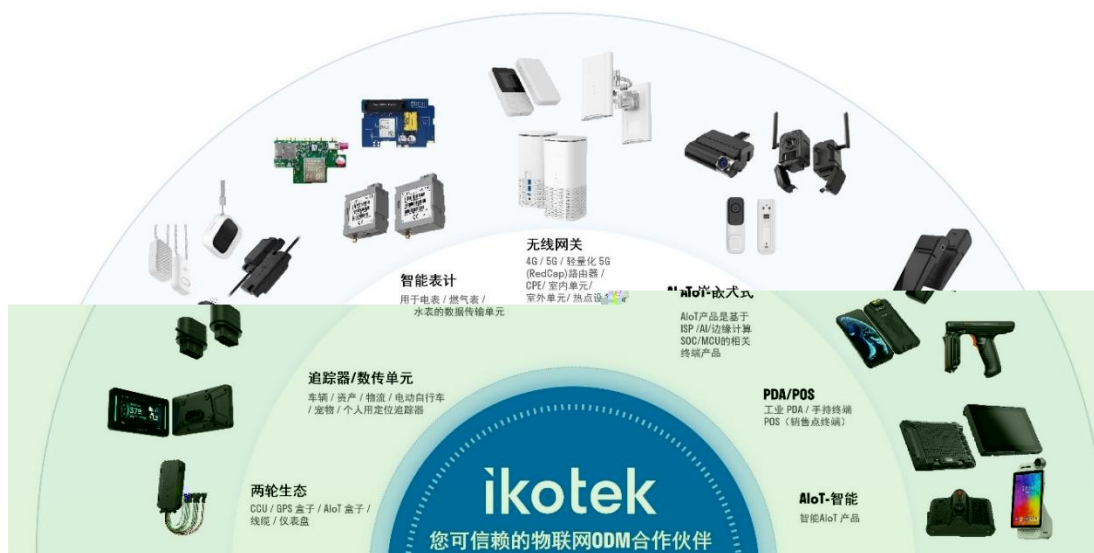 无线网关
4G / 5G / 轻量化 5G
(RedCap)路由器 /
CPE/ 室内单元 /
室外单元 / 热点设
智能表计
用于电表 / 燃气表 /
水表的数据传输单元
AIoT-嵌入式
AIoT产品是基于
ISP /AI/边缘计算
SOC/MCU的相关
终端产品
追踪器/数传单元
车辆 / 资产 / 物流 / 电动自行车
/ 宠物 / 个人用定位追踪器
PDA/POS
工业 PDA / 手持终端
POS（销售点终端）
两轮生态
CCU / GPS 盒子 / AIoT 盒子 /
线缆 / 仪表盘
AIoT-智能
智能AIoT 产品
ikotek
您可信赖的物联网ODM合作伙伴